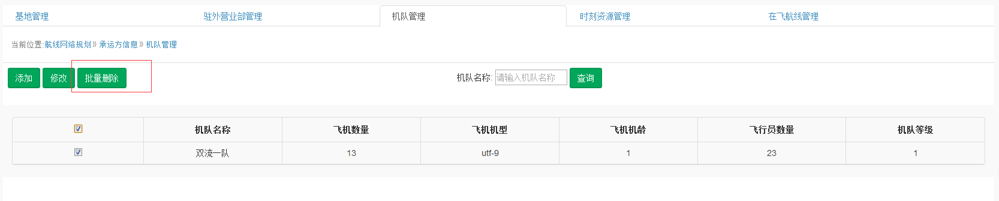 基地管理 驻外营业部管理 机队管理 时刻资源管理 在飞航线管理
当前位置:航线网络规划» 承运方信息» 机队管理
添加 修改 批量删除 机队名称: 请输入机队名称 查询
机队名称 飞机数量 飞机机型 飞机机龄 飞行员数量 机队等级
双流一队 13 utf-9 1 23 1